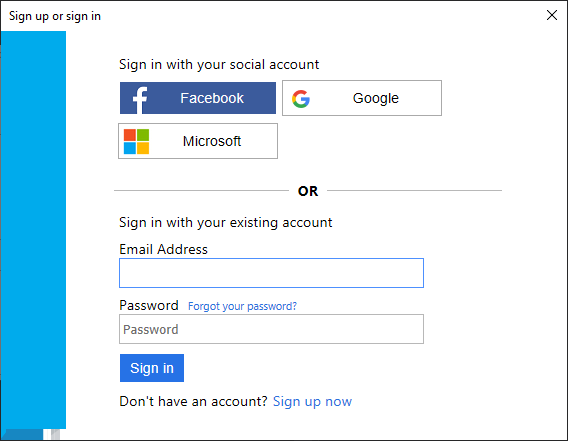 Sign up or sign in
Sign in with your social account
Facebook
Google
Microsoft
OR
Sign in with your existing account
Email Address
Password Forgot your password?
Password
Sign in
Don't have an account? Sign up now